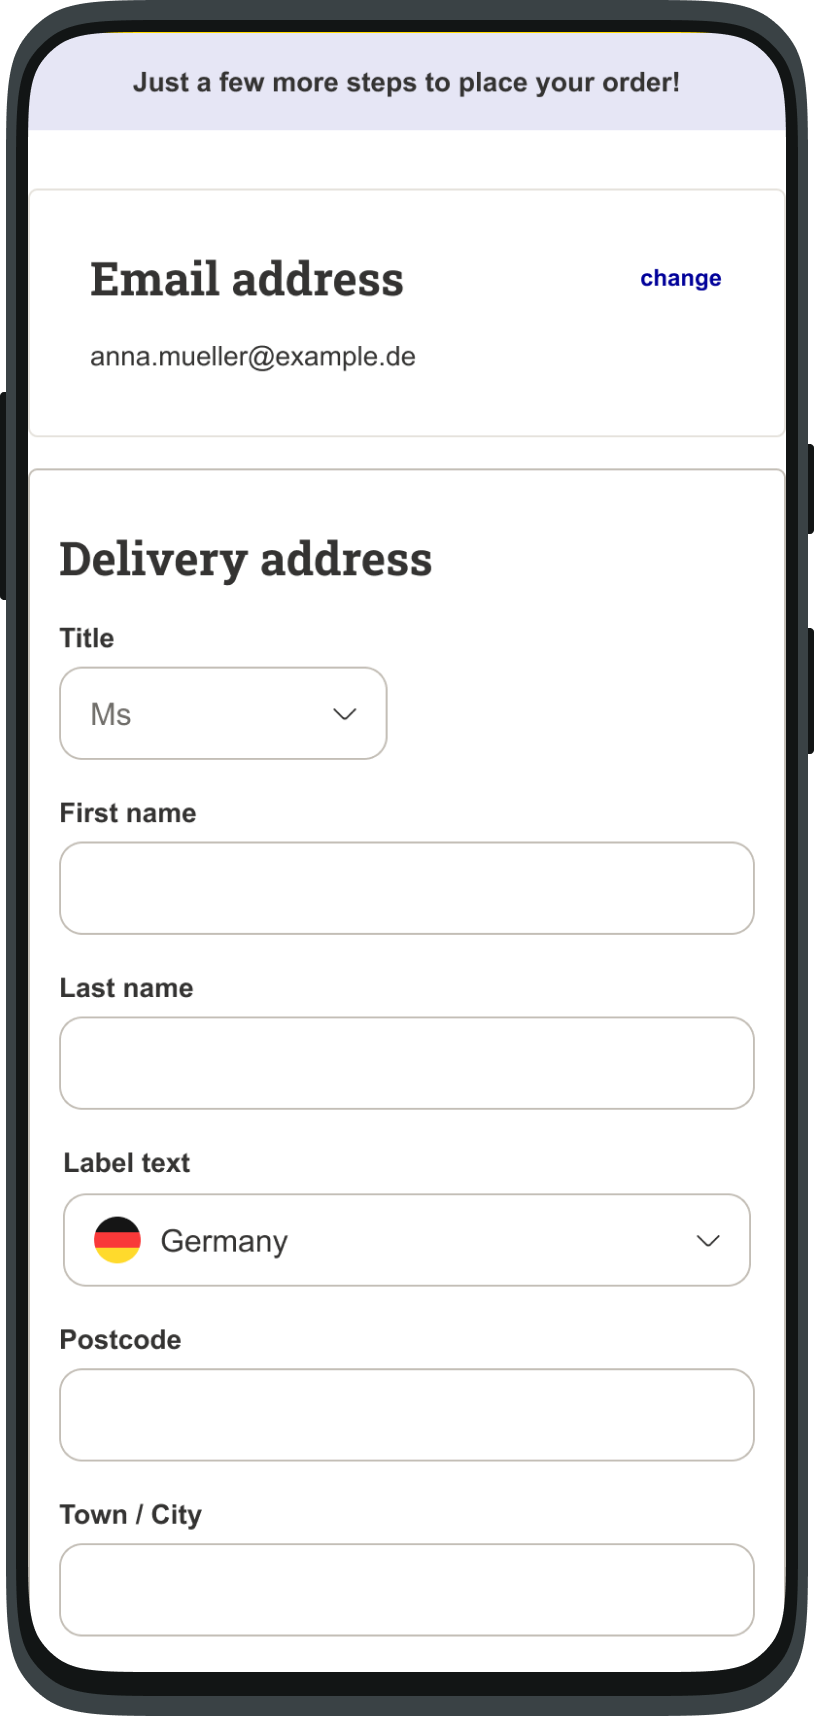 Just a few more steps to place your order!
Email address
change
anna.mueller@example.de
Delivery address
Title
Ms
First name
Last name
Label text
Germany
Postcode
Town / City